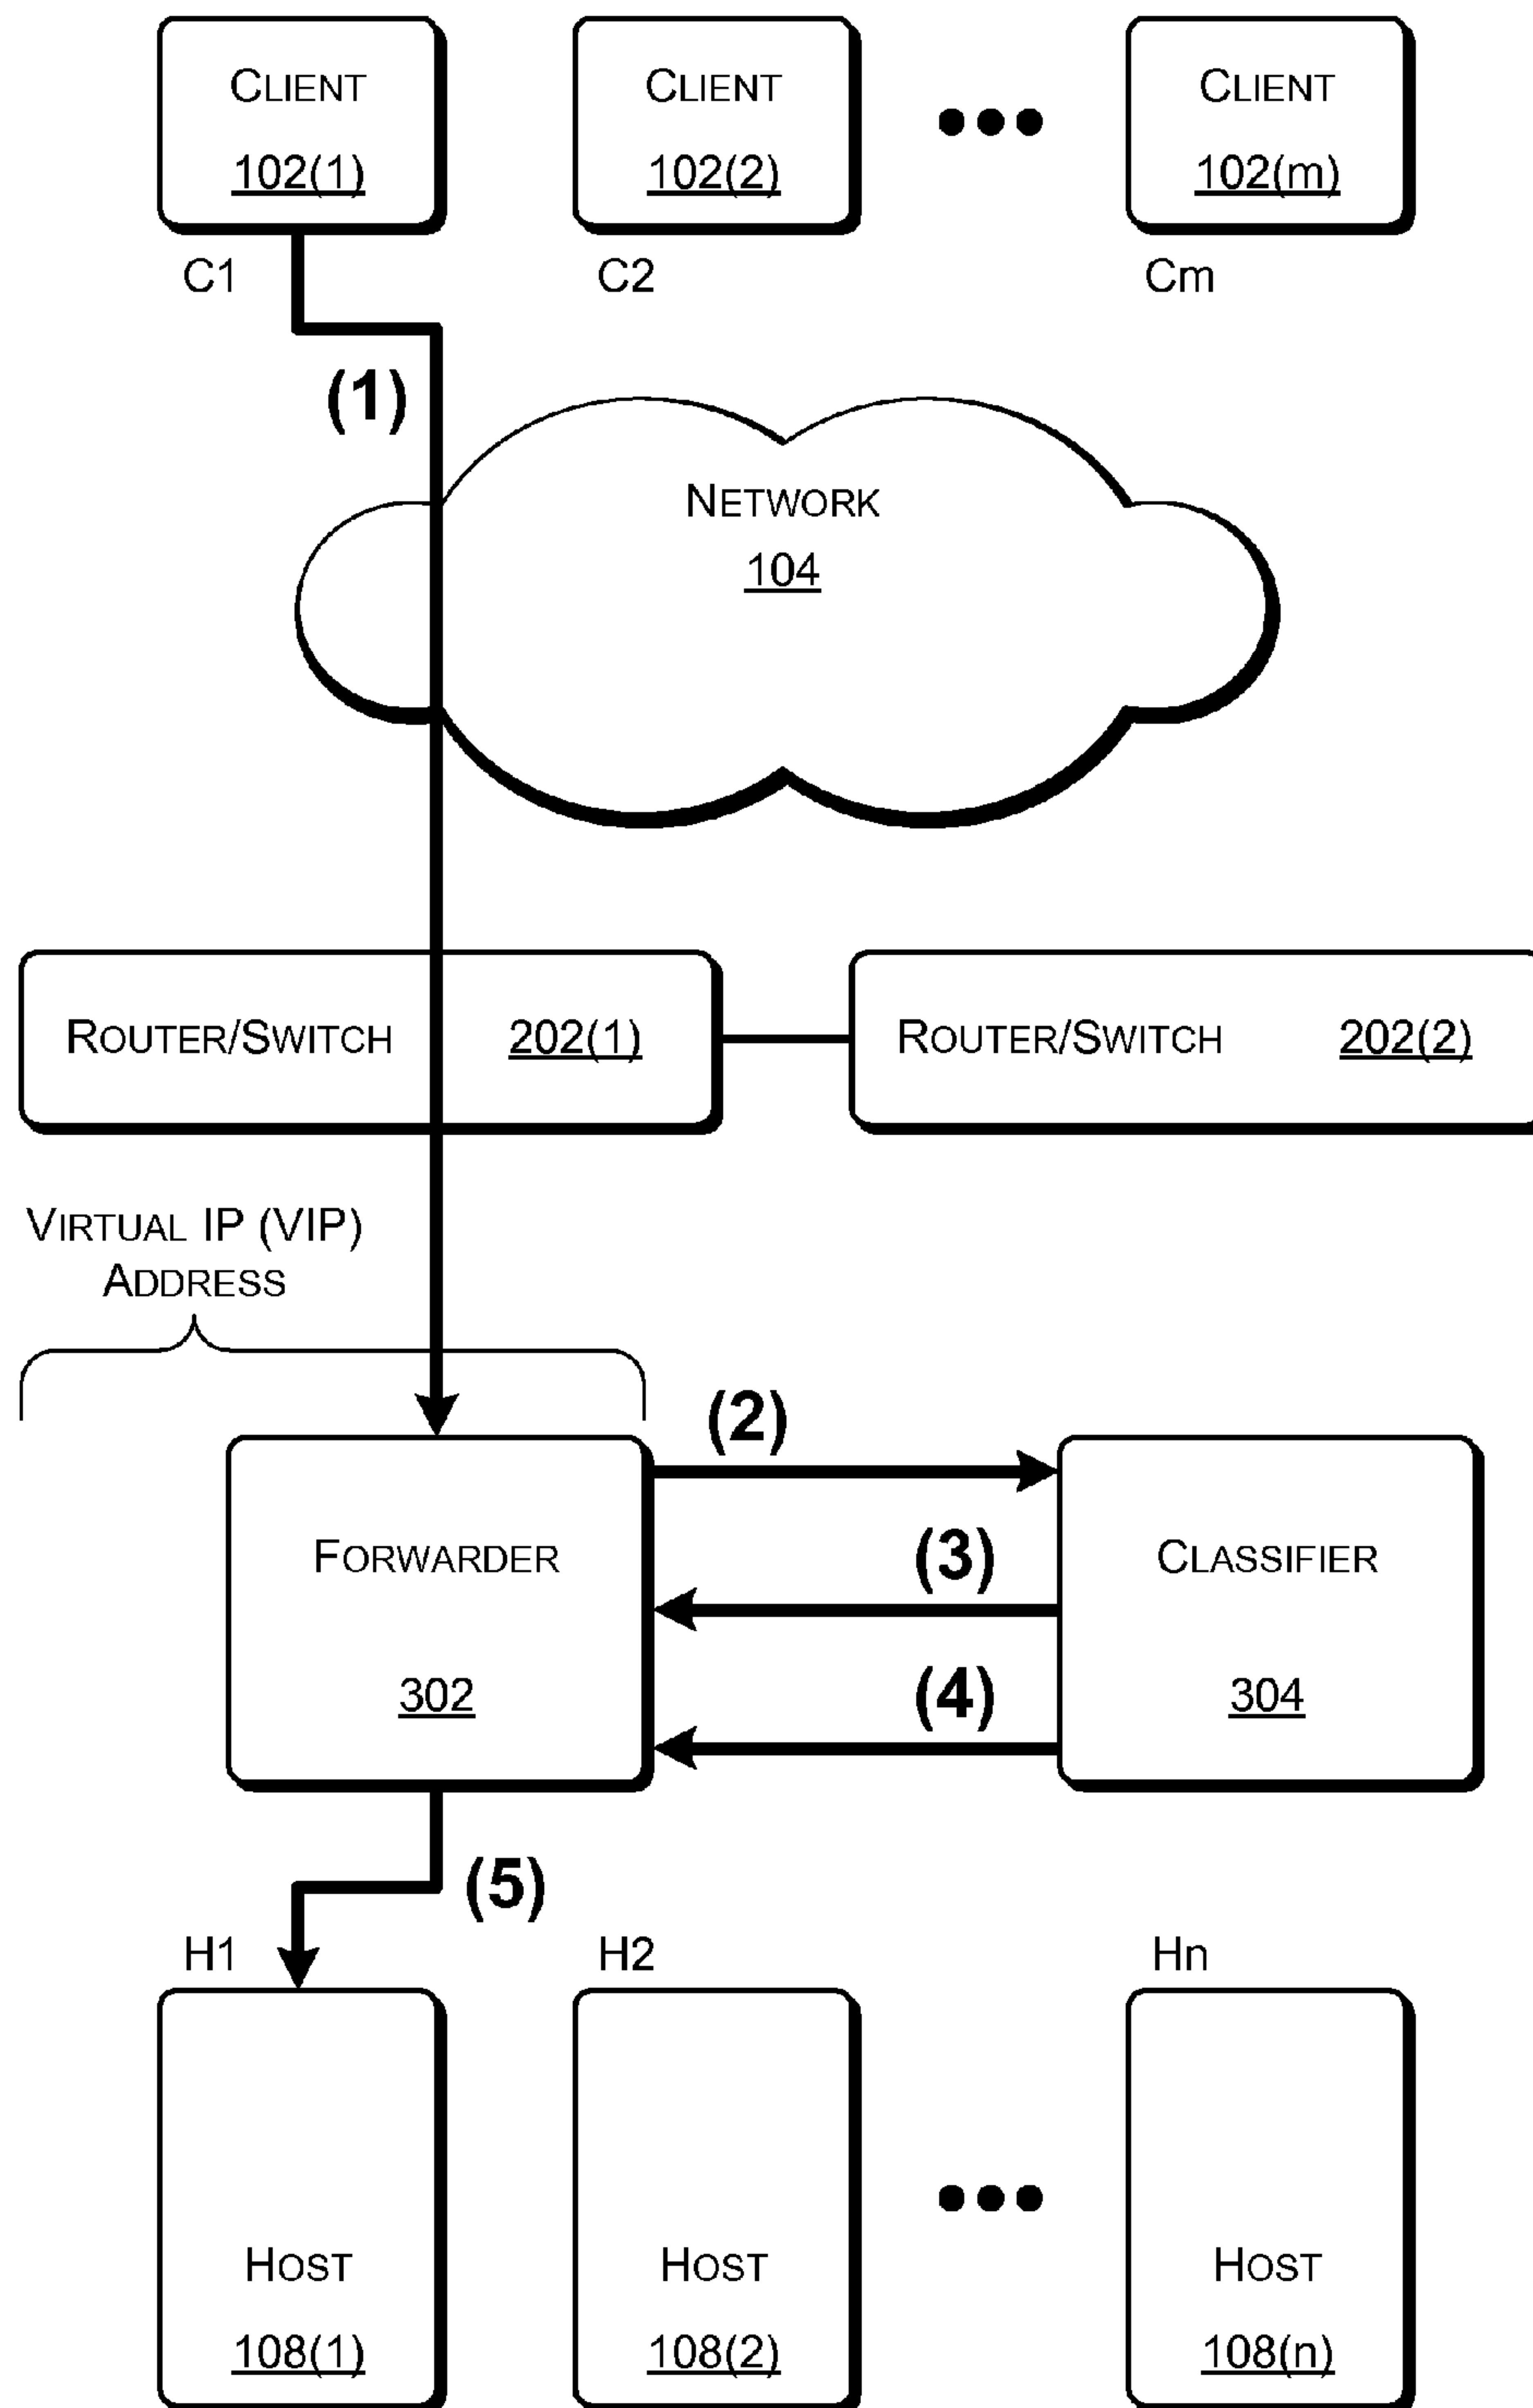 CLIENT CLIENT CLIENT
102(1) 102(2) ••• 102(m)
C1 C2 Cm
(1)
NETWORK
104
ROUTER/SWITCH 202(1) ROUTER/SWITCH 202(2)
VIRTUAL IP (VIP)
ADDRESS
(2)
(3)
FORWARDER CLASSIFIER
302 (4) 304
(5)
H1 H2 Hn
•••
HOST HOST HOST
108(1) 108(2) 108(n)